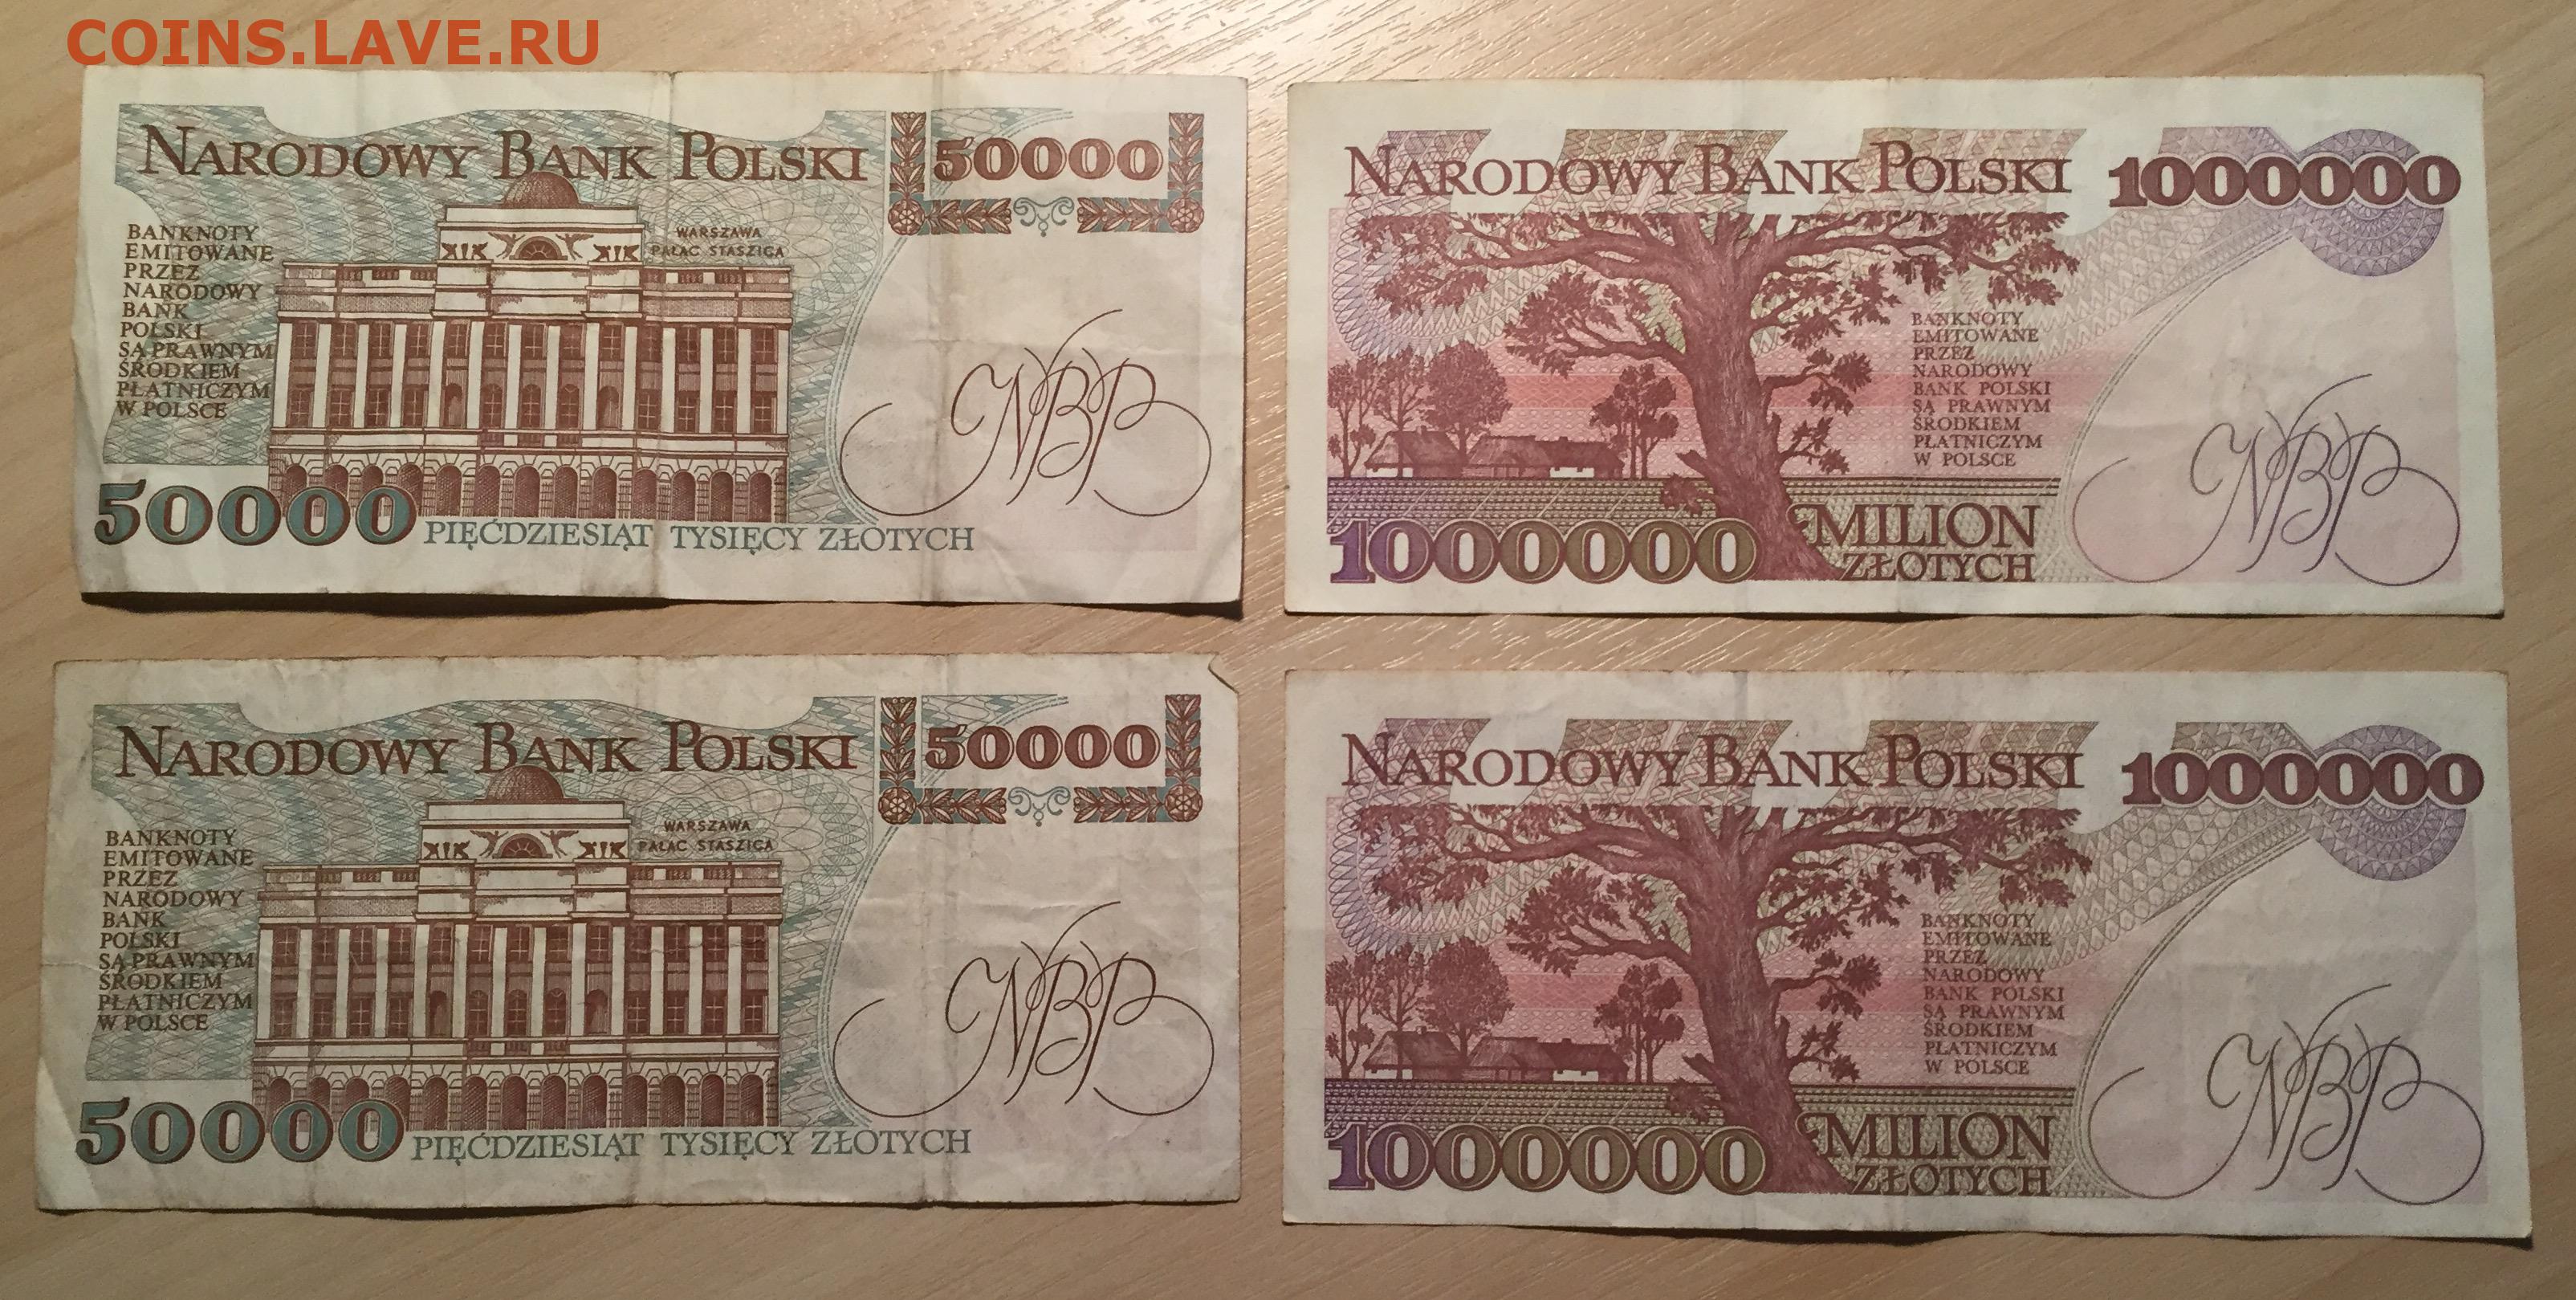 COINS.LAVE.RU
NARODOWY BANK POLSKI
50000
BANKNOTY
EMITOWANE
PRZEZ
NARODOWY
BANK
POLSKI
SĄ PRAWNYM
ŚRODKIEM
PŁATNICZYM
W POLSCE
WARSZAWA
PAŁAC STASZICA
NBP
50000 PIĘĆDZIESIĄT TYSIĘCY ZŁOTYCH
NARODOWY BANK POLSKI 1000000
BANKNOTY
EMITOWANE
PRZEZ
NARODOWY
BANK POLSKI
SĄ PRAWNYM
ŚRODKIEM
PŁATNICZYM
W POLSCE
NBP
1000000 MILION
ZŁOTYCH
NARODOWY BANK POLSKI
50000
BANKNOTY
EMITOWANE
PRZEZ
NARODOWY
BANK
POLSKI
SĄ PRAWNYM
ŚRODKIEM
PŁATNICZYM
W POLSCE
WARSZAWA
PAŁAC STASZICA
NBP
50000 PIĘĆDZIESIĄT TYSIĘCY ZŁOTYCH
NARODOWY BANK POLSKI 1000000
BANKNOTY
EMITOWANE
PRZEZ
NARODOWY
BANK POLSKI
SĄ PRAWNYM
ŚRODKIEM
PŁATNICZYM
W POLSCE
NBP
1000000 MILION
ZŁOTYCH